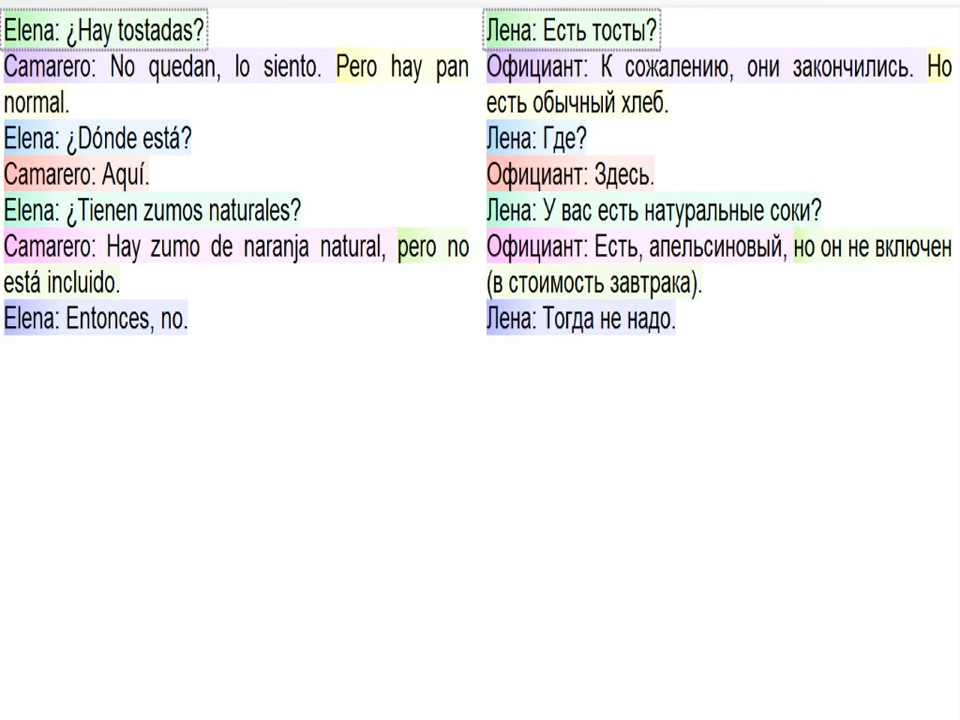 Elena: ¿Hay tostadas?
Camarero: No quedan, lo siento. Pero hay pan
normal.
Elena: ¿Dónde está?
Camarero: Aquí.
Elena: ¿Tienen zumos naturales?
Camarero: Hay zumo de naranja natural, pero no
está incluido.
Elena: Entonces, no.
Лена: Есть тосты?
Официант: К сожалению, они закончились. Но
есть обычный хлеб.
Лена: Где?
Официант: Здесь.
Лена: У вас есть натуральные соки?
Официант: Есть, апельсиновый, но он не включен
(в стоимость завтрака).
Лена: Тогда не надо.